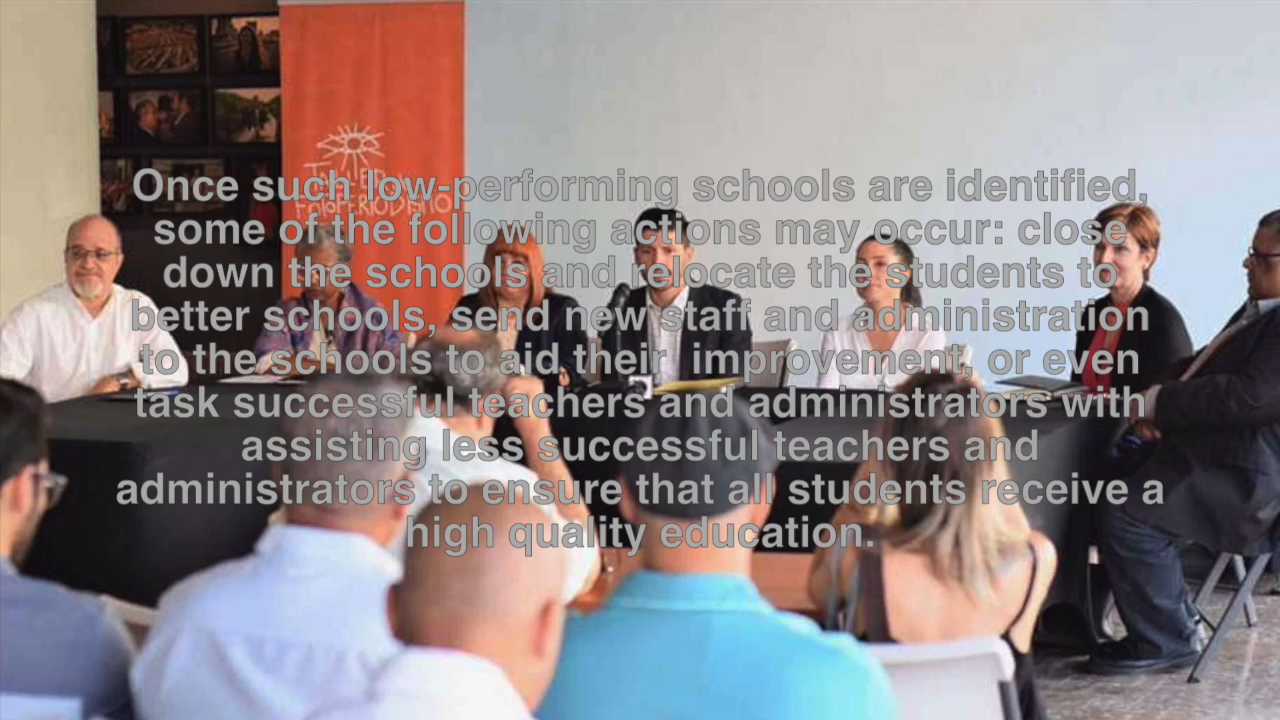 Once such low-performing schools are identified,
some of the following actions may occur: close
down the schools and relocate the students to
better schools, send new staff and administration
to the schools to aid their improvement, or even
task successful teachers and administrators with
assisting less successful teachers and
administrators to ensure that all students receive a
high quality education.